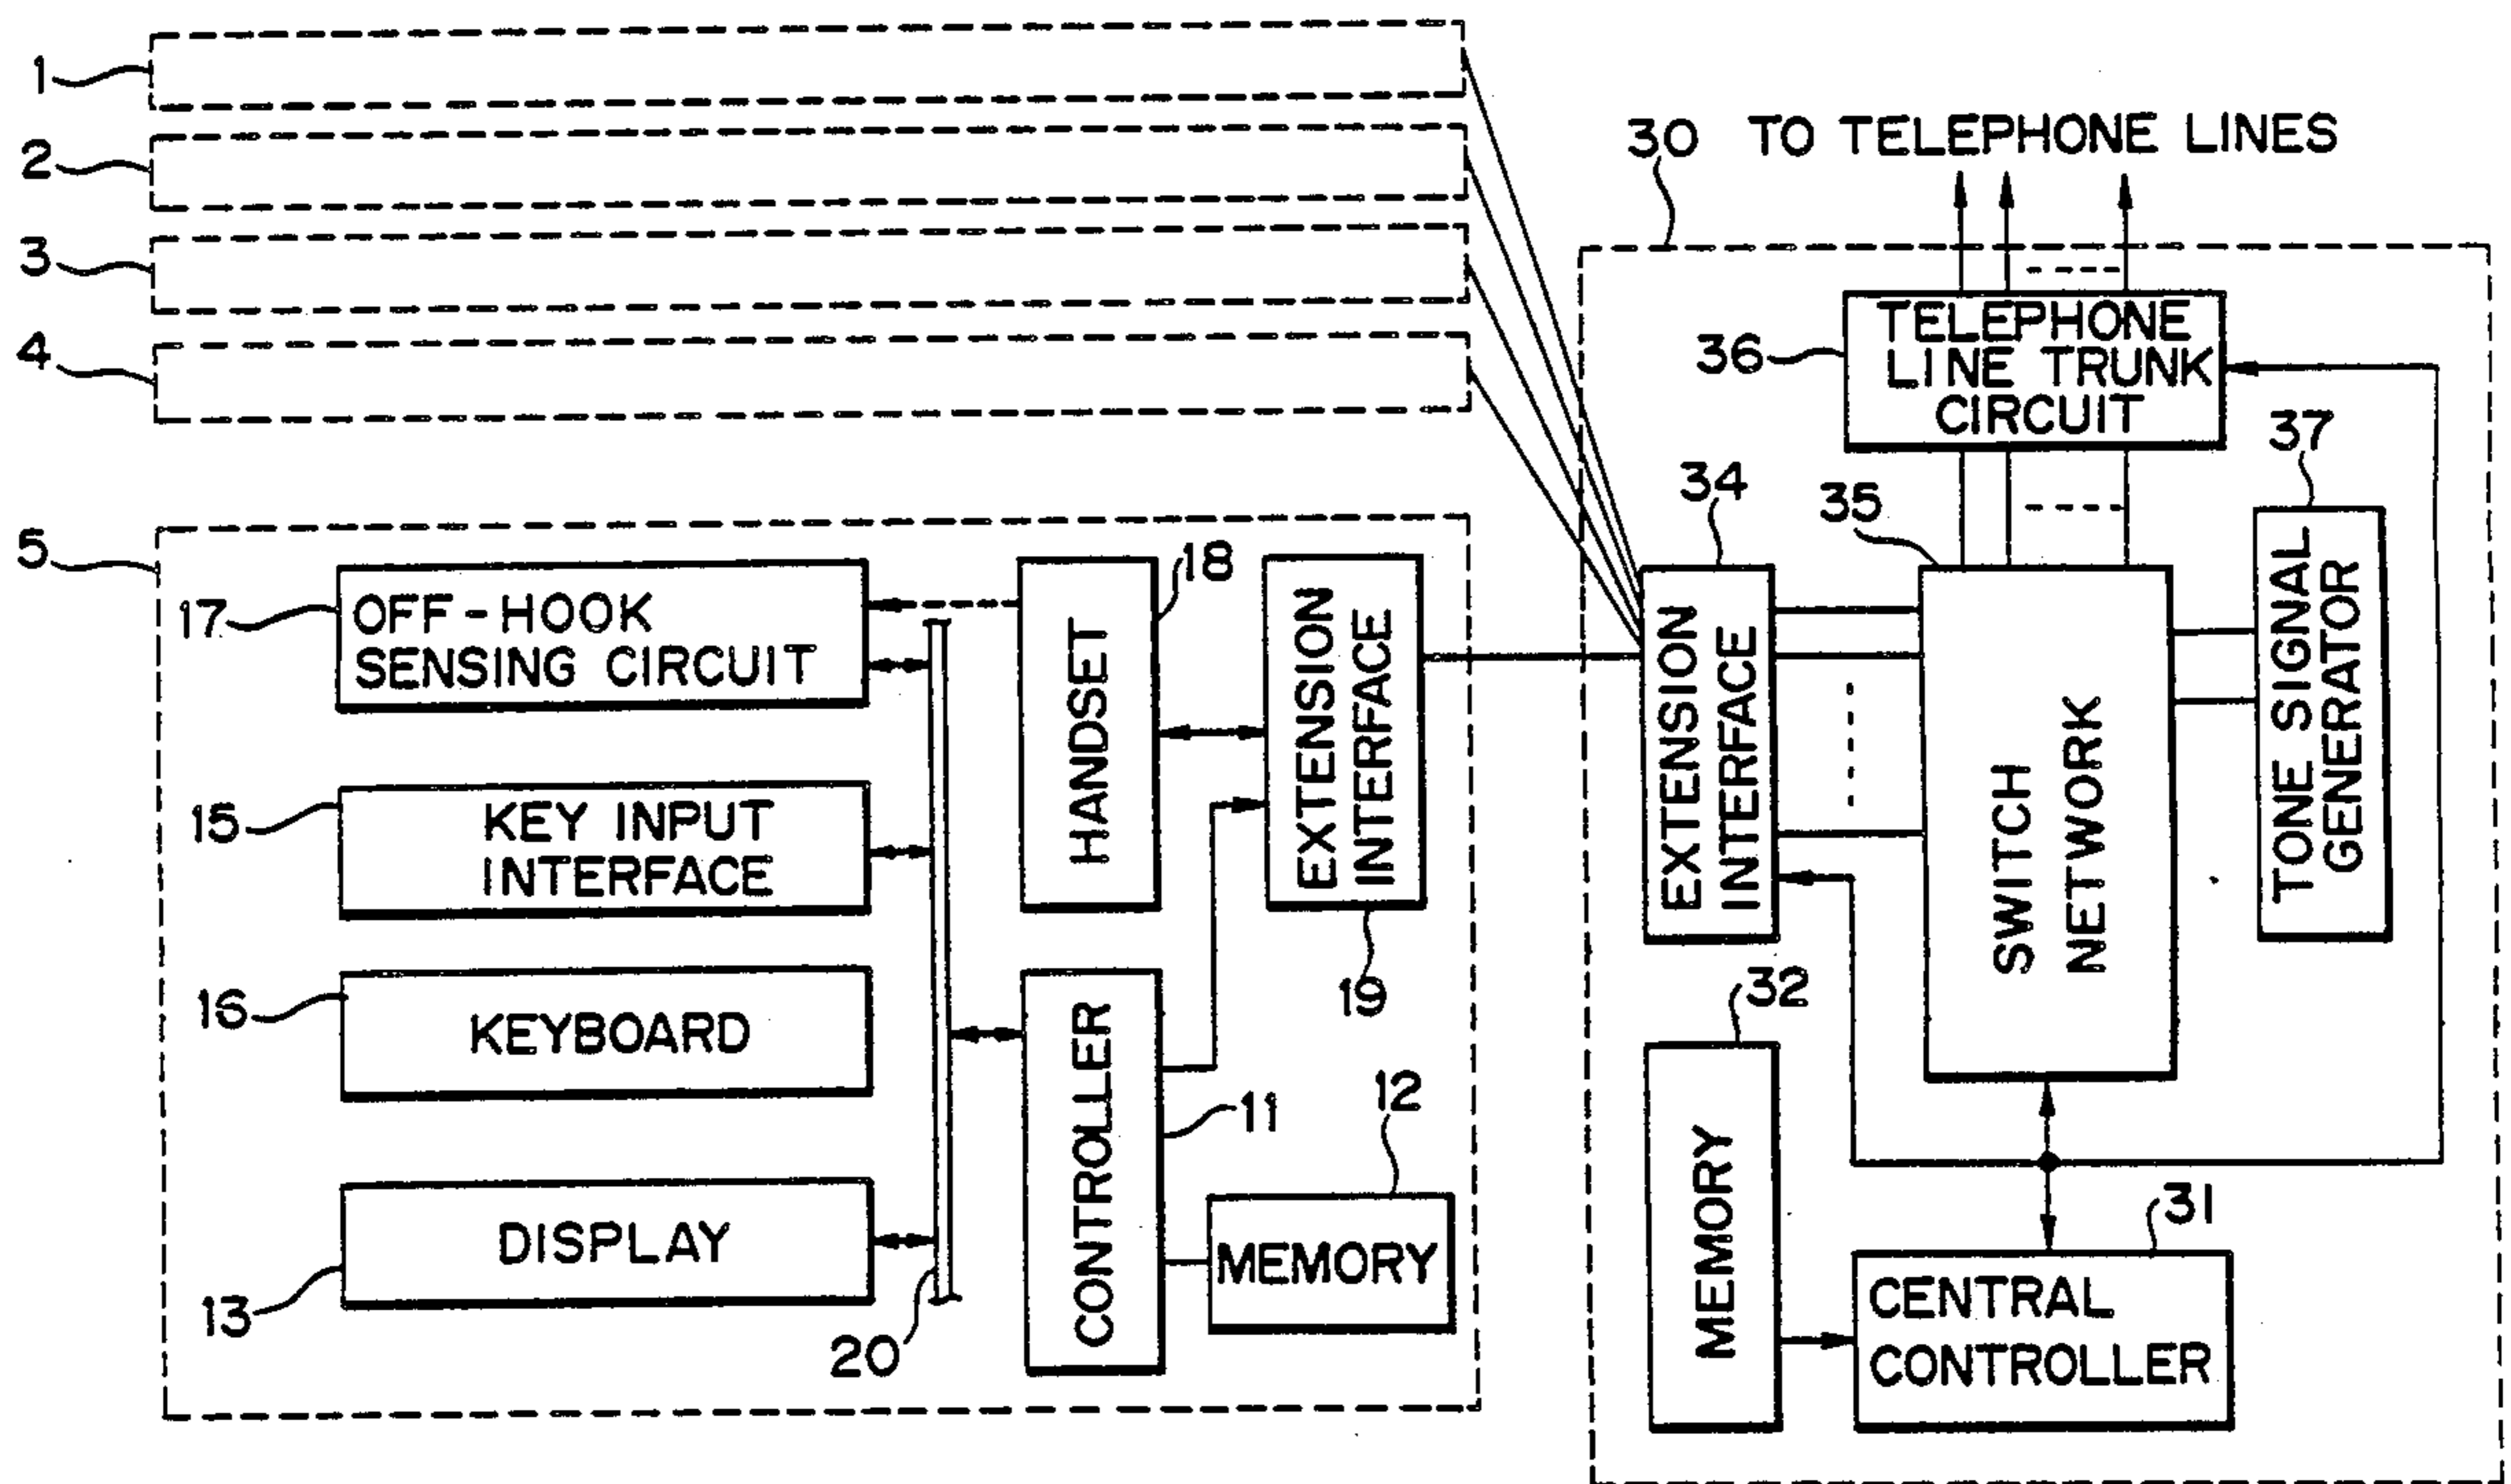 1
2
3
4
5
30 TO TELEPHONE LINES
36
TELEPHONE
LINE TRUNK
CIRCUIT
37
34
35
17
OFF-HOOK
SENSING CIRCUIT
18
HANDSET
EXTENSION
INTERFACE
EXTENSION
INTERFACE
SWITCH
NETWORK
TONE SIGNAL
GENERATOR
15
KEY INPUT
INTERFACE
16
KEYBOARD
19
32
CONTROLLER
11
12
MEMORY
13
DISPLAY
20
MEMORY
31
CENTRAL
CONTROLLER